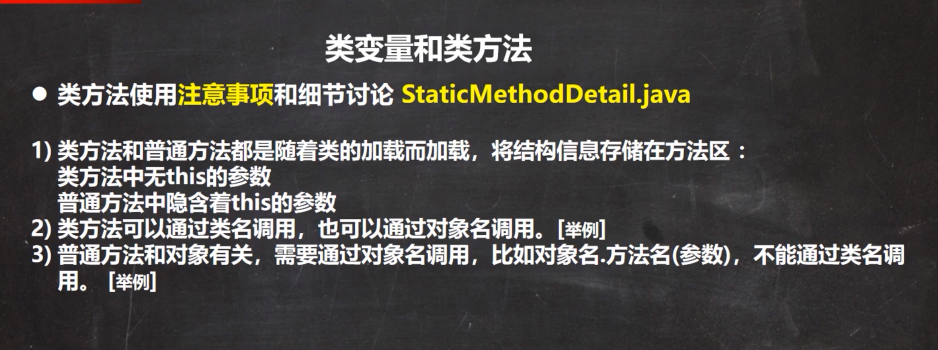 类变量和类方法
● 类方法使用注意事项和细节讨论 StaticMethodDetail.java
1) 类方法和普通方法都是随着类的加载而加载，将结构信息存储在方法区：
类方法中无this的参数
普通方法中隐含着this的参数
2) 类方法可以通过类名调用，也可以通过对象名调用。[举例]
3) 普通方法和对象有关，需要通过对象名调用，比如对象名.方法名(参数)，不能通过类名调
用。 [举例]